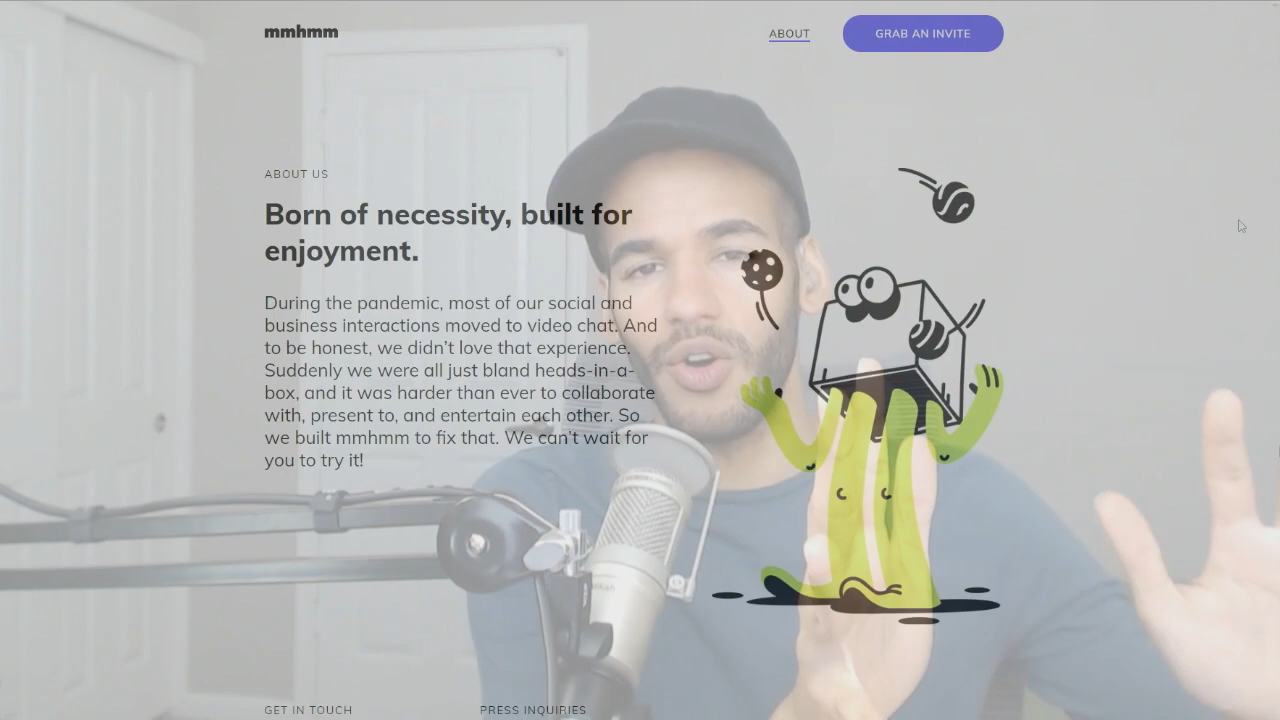 mmhmm
ABOUT
GRAB AN INVITE
ABOUT US
Born of necessity, built for
enjoyment.
During the pandemic, most of our social and
business interactions moved to video chat. And
to be honest, we didn't love that experience.
Suddenly we were all just bland heads-in-a-
box, and it was harder than ever to collaborate
with, present to, and entertain each other. So
we built mmhmm to fix that. We can't wait for
you to try it!
GET IN TOUCH
PRESS INQUIRIES